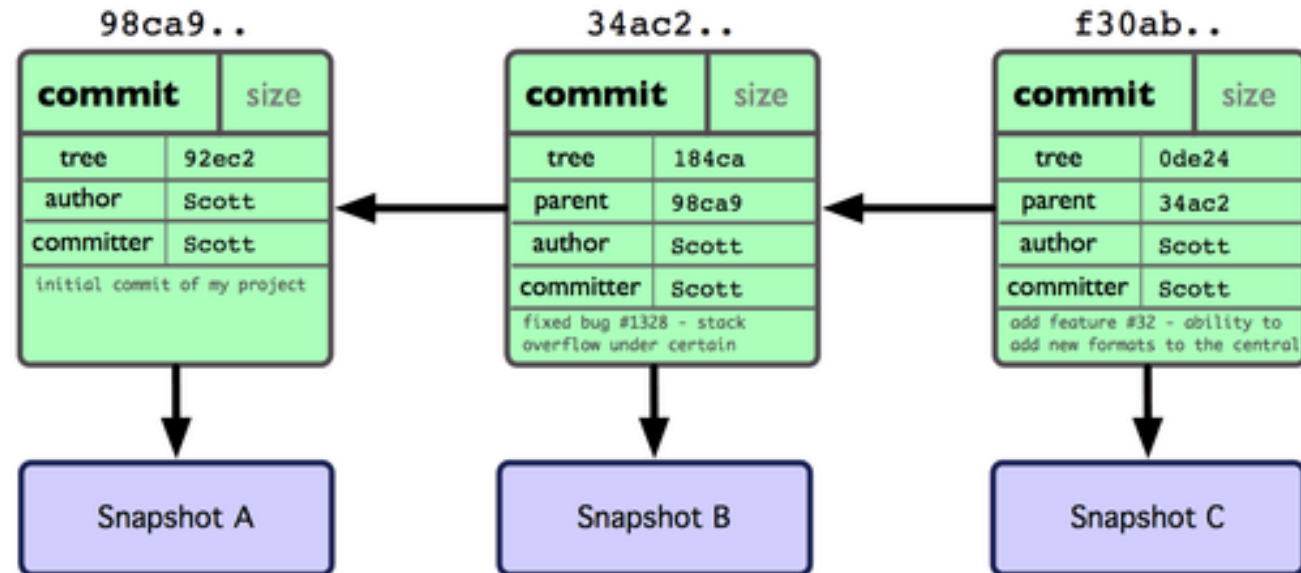 98ca9..
commit size
tree 92ec2
author Scott
committer Scott
initial commit of my project
Snapshot A
34ac2..
commit size
tree 184ca
parent 98ca9
author Scott
committer Scott
fixed bug #1328 - stack
overflow under certain
Snapshot B
f30ab..
commit size
tree 0de24
parent 34ac2
author Scott
committer Scott
add feature #32 - ability to
add new formats to the central
Snapshot C